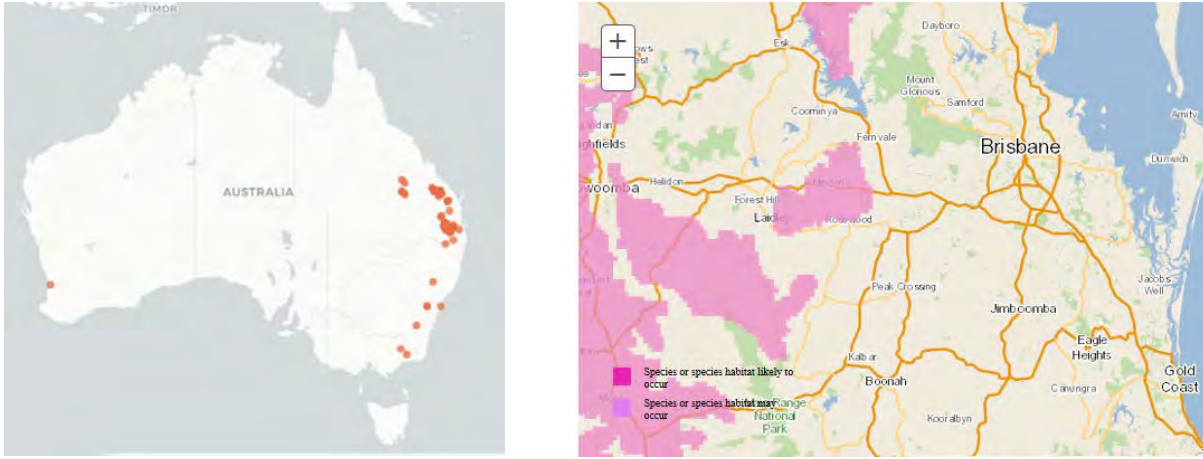 TIMOR
AUSTRALIA
+
−
Dayboro
Esk
Mount
Glorious
Samford
Coominya
Fernvale
Amity
Brisbane
Dunwich
Helidon
Forest Hill
Laidley
Rosewood
Peak Crossing
Jacobs
Well
Jimboomba
Eagle
Heights
Kalbar
Boonah
Gold
Coast
Canungra
Kooralbyn
Range
National
Park
Species or species habitat likely to
occur
Species or species habitat may
occur